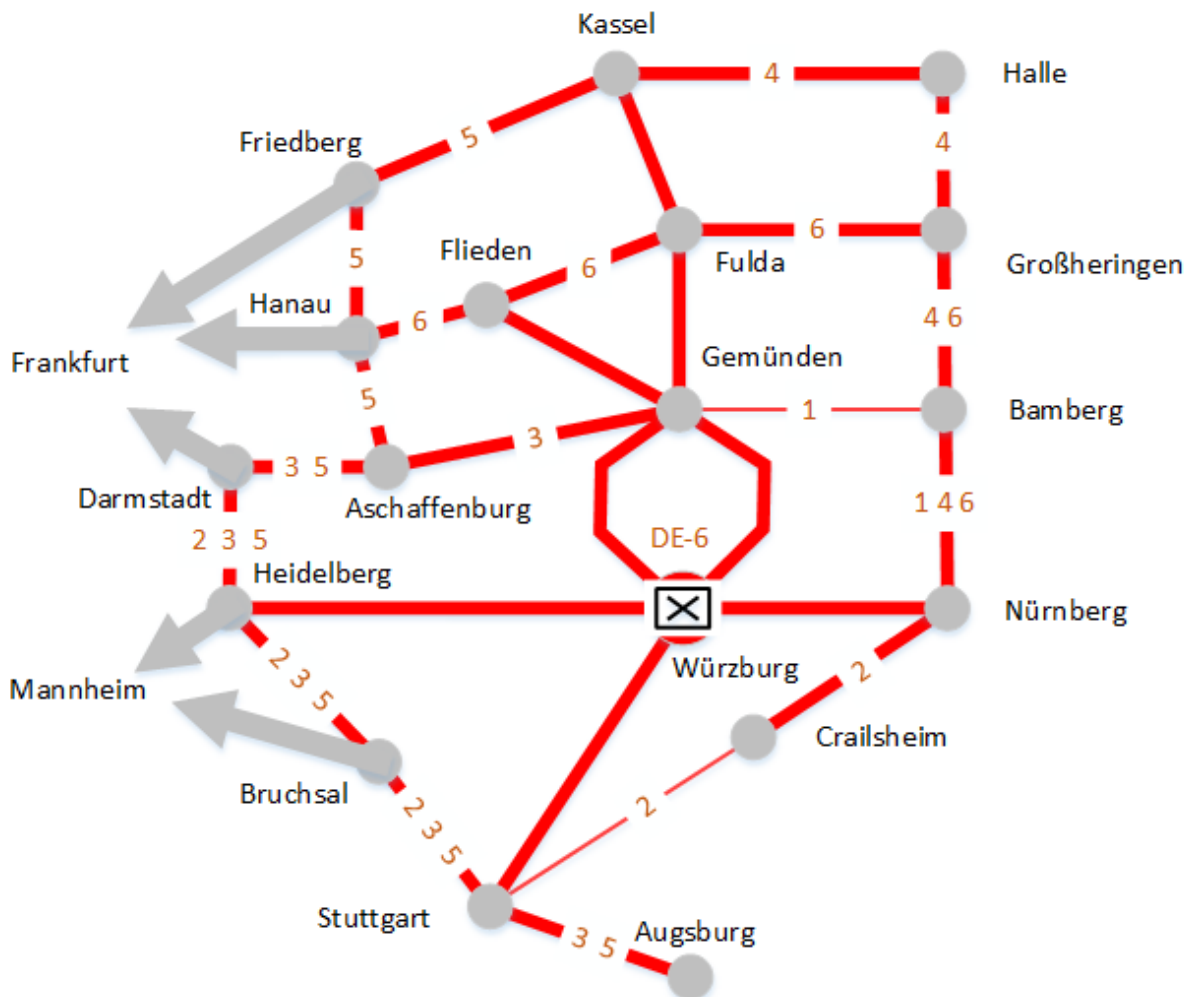 Kassel
4
Halle
Friedberg
5
4
Flieden
5
6
6
Fulda
Großheringen
Hanau
6
4 6
Frankfurt
Gemünden
5
3
1
Bamberg
3 5
Darmstadt
Aschaffenburg
1 4 6
2 3 5
DE-6
Heidelberg
Nürnberg
Mannheim
2 3 5
Würzburg
2
Crailsheim
Bruchsal
2 3 5
2
Stuttgart
3 5
Augsburg